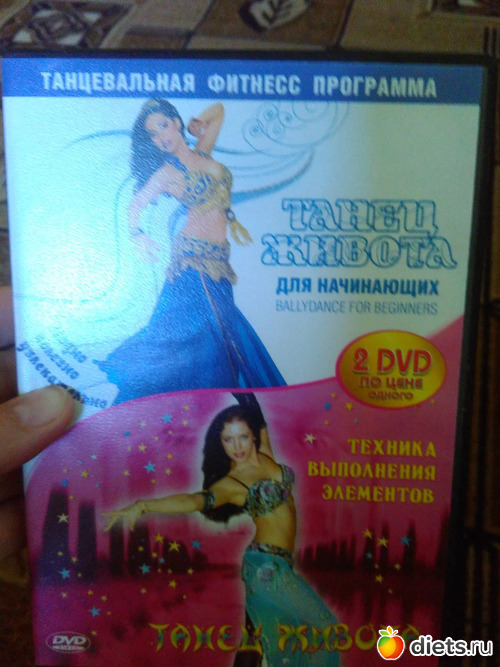 ТАНЦЕВАЛЬНАЯ ФИТНЕСС ПРОГРАММА
ТАНЕЦ
ЖИВОТА
ДЛЯ НАЧИНАЮЩИХ
BALLYDANCE FOR BEGINNERS
2 DVD
ПО ЦЕНЕ
ОДНОГО
ТЕХНИКА
ВЫПОЛНЕНИЯ
ЭЛЕМЕНТОВ
DVD
ТАНЕЦ ЖИВОТА
diets.ru